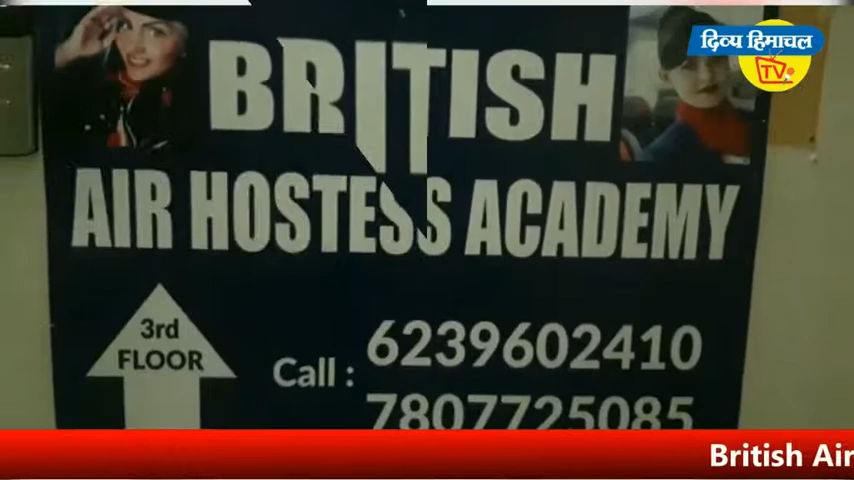 दिव्य हिमाचल
TV
BRITISH
AIR HOSTESS ACADEMY
3rd
FLOOR
Call :
6239602410
7807725085
British Air